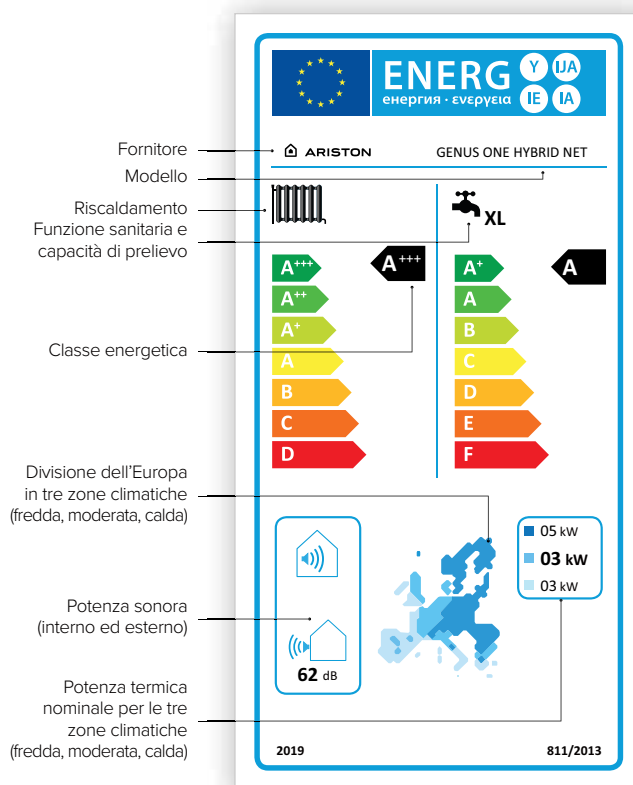 ENERG
Y IJA
IE IA
енергия · ενεργεια
Fornitore
ARISTON
GENUS ONE HYBRID NET
Modello
Riscaldamento
Funzione sanitaria e
capacità di prelievo
XL
A+++
A++
A+
A
B
C
D
A+++
A+
A
B
C
D
E
F
A
Classe energetica
Divisione dell'Europa
in tre zone climatiche
(fredda, moderata, calda)
05 kW
03 kW
03 kW
Potenza sonora
(interno ed esterno)
62 dB
Potenza termica
nominale per le tre
zone climatiche
(fredda, moderata, calda)
2019
811/2013